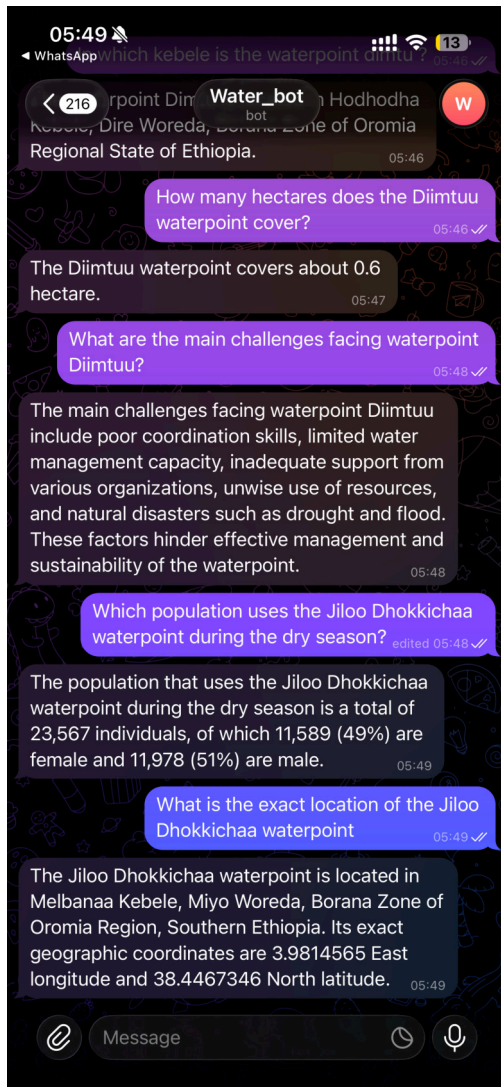 05:49
13
WhatsApp
which kebele is the waterpoint dimtu ?
05:46
216
Water_bot
bot
W
rpoint Dim
Hodhodha
Kebele, Dire Woreda, Borana Zone of Oromia
Regional State of Ethiopia.
05:46
How many hectares does the Diimtuu
waterpoint cover?
05:46
The Diimtuu waterpoint covers about 0.6
hectare.
05:47
What are the main challenges facing waterpoint
Diimtuu?
05:48
The main challenges facing waterpoint Diimtuu
include poor coordination skills, limited water
management capacity, inadequate support from
various organizations, unwise use of resources,
and natural disasters such as drought and flood.
These factors hinder effective management and
sustainability of the waterpoint.
05:48
Which population uses the Jiloo Dhokkichaa
waterpoint during the dry season?
edited 05:48
The population that uses the Jiloo Dhokkichaa
waterpoint during the dry season is a total of
23,567 individuals, of which 11,589 (49%) are
female and 11,978 (51%) are male.
05:49
What is the exact location of the Jiloo
Dhokkichaa waterpoint
05:49
The Jiloo Dhokkichaa waterpoint is located in
Melbanaa Kebele, Miyo Woreda, Borana Zone of
Oromia Region, Southern Ethiopia. Its exact
geographic coordinates are 3.9814565 East
longitude and 38.4467346 North latitude.
05:49
Message